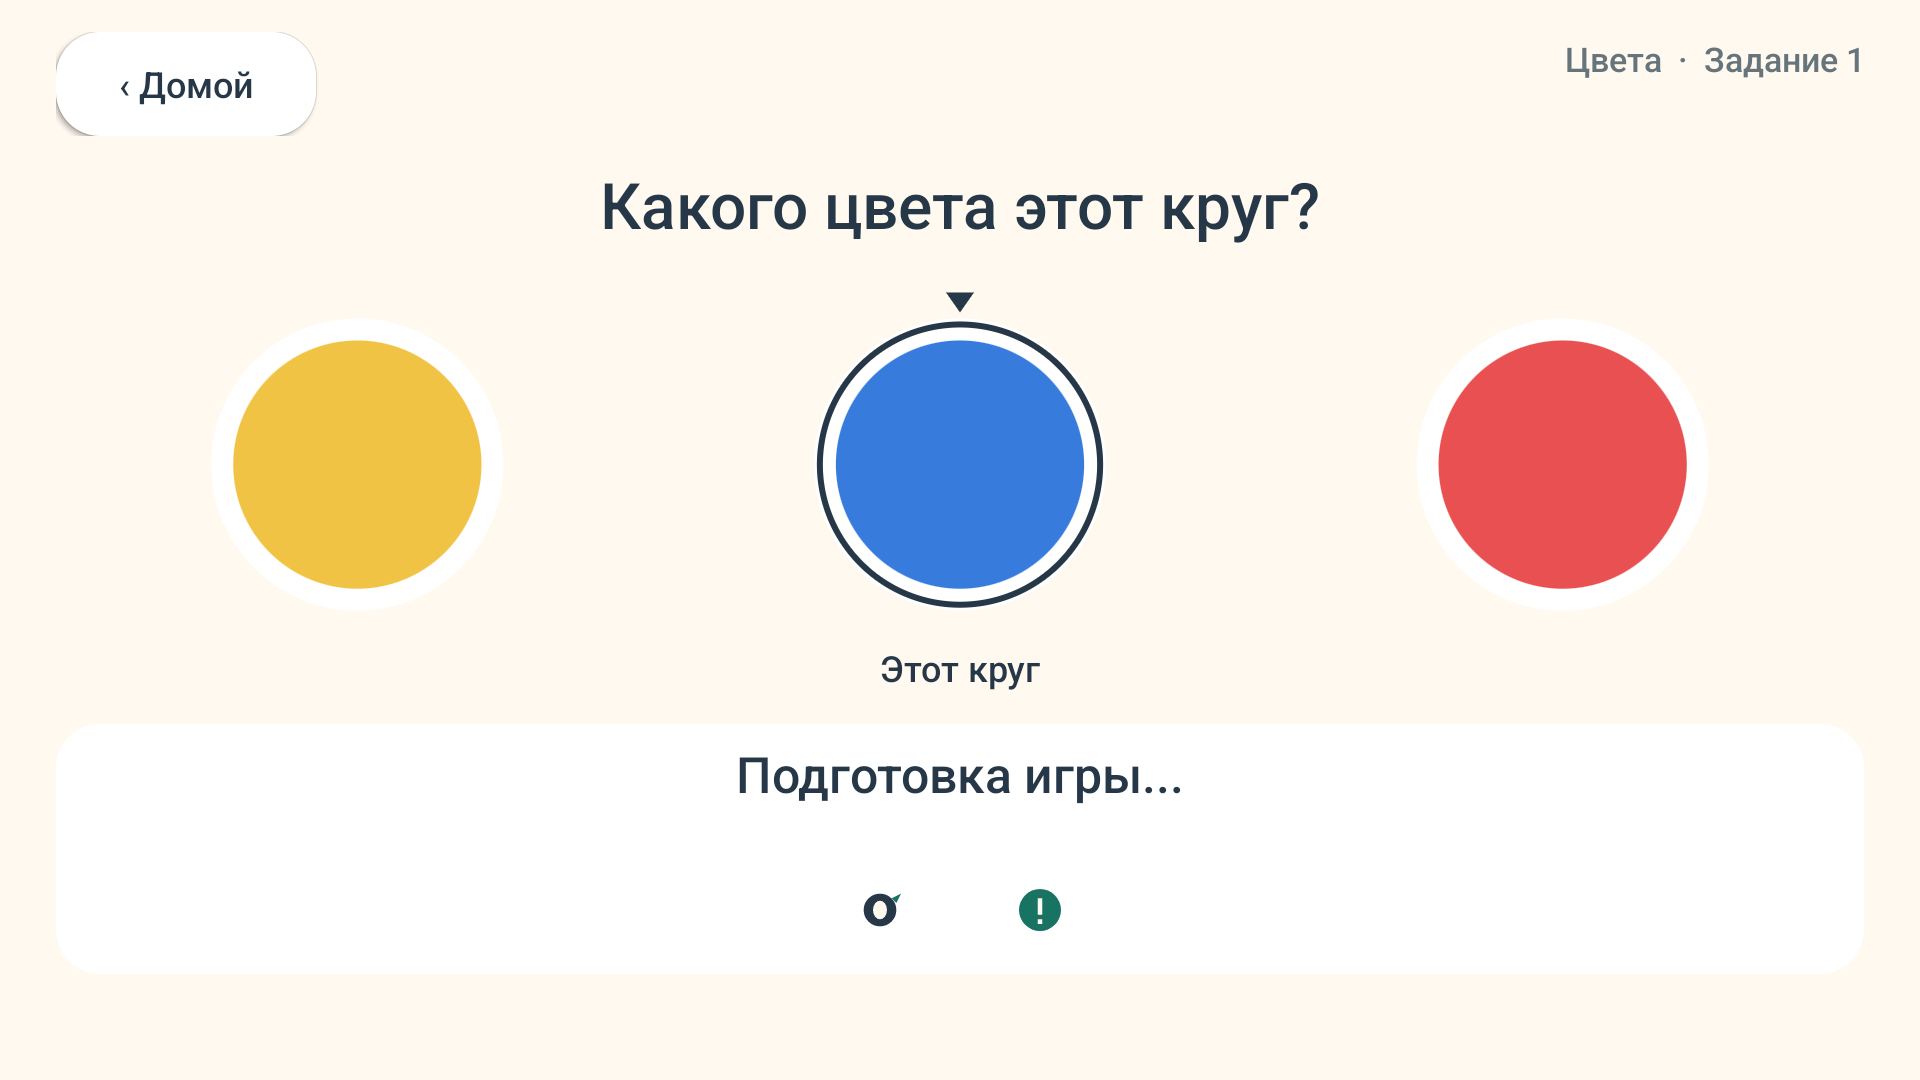 ‹ Домой
Цвета · Задание 1
Какого цвета этот круг?
Этот круг
Подготовка игры...
!